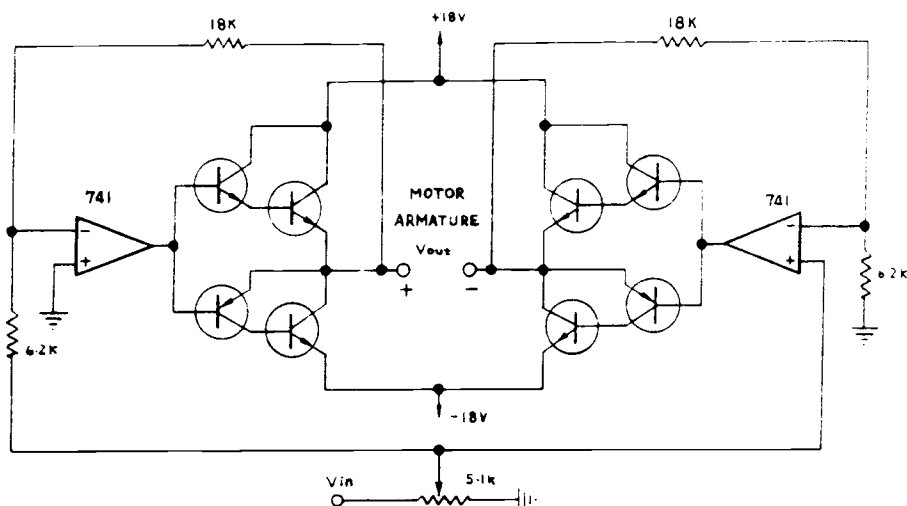 18K
+18V
18K
741
MOTOR
ARMATURE
Vout
741
-
+
+
-
-
+
6.2K
6.2K
-18V
Vin
5.1k